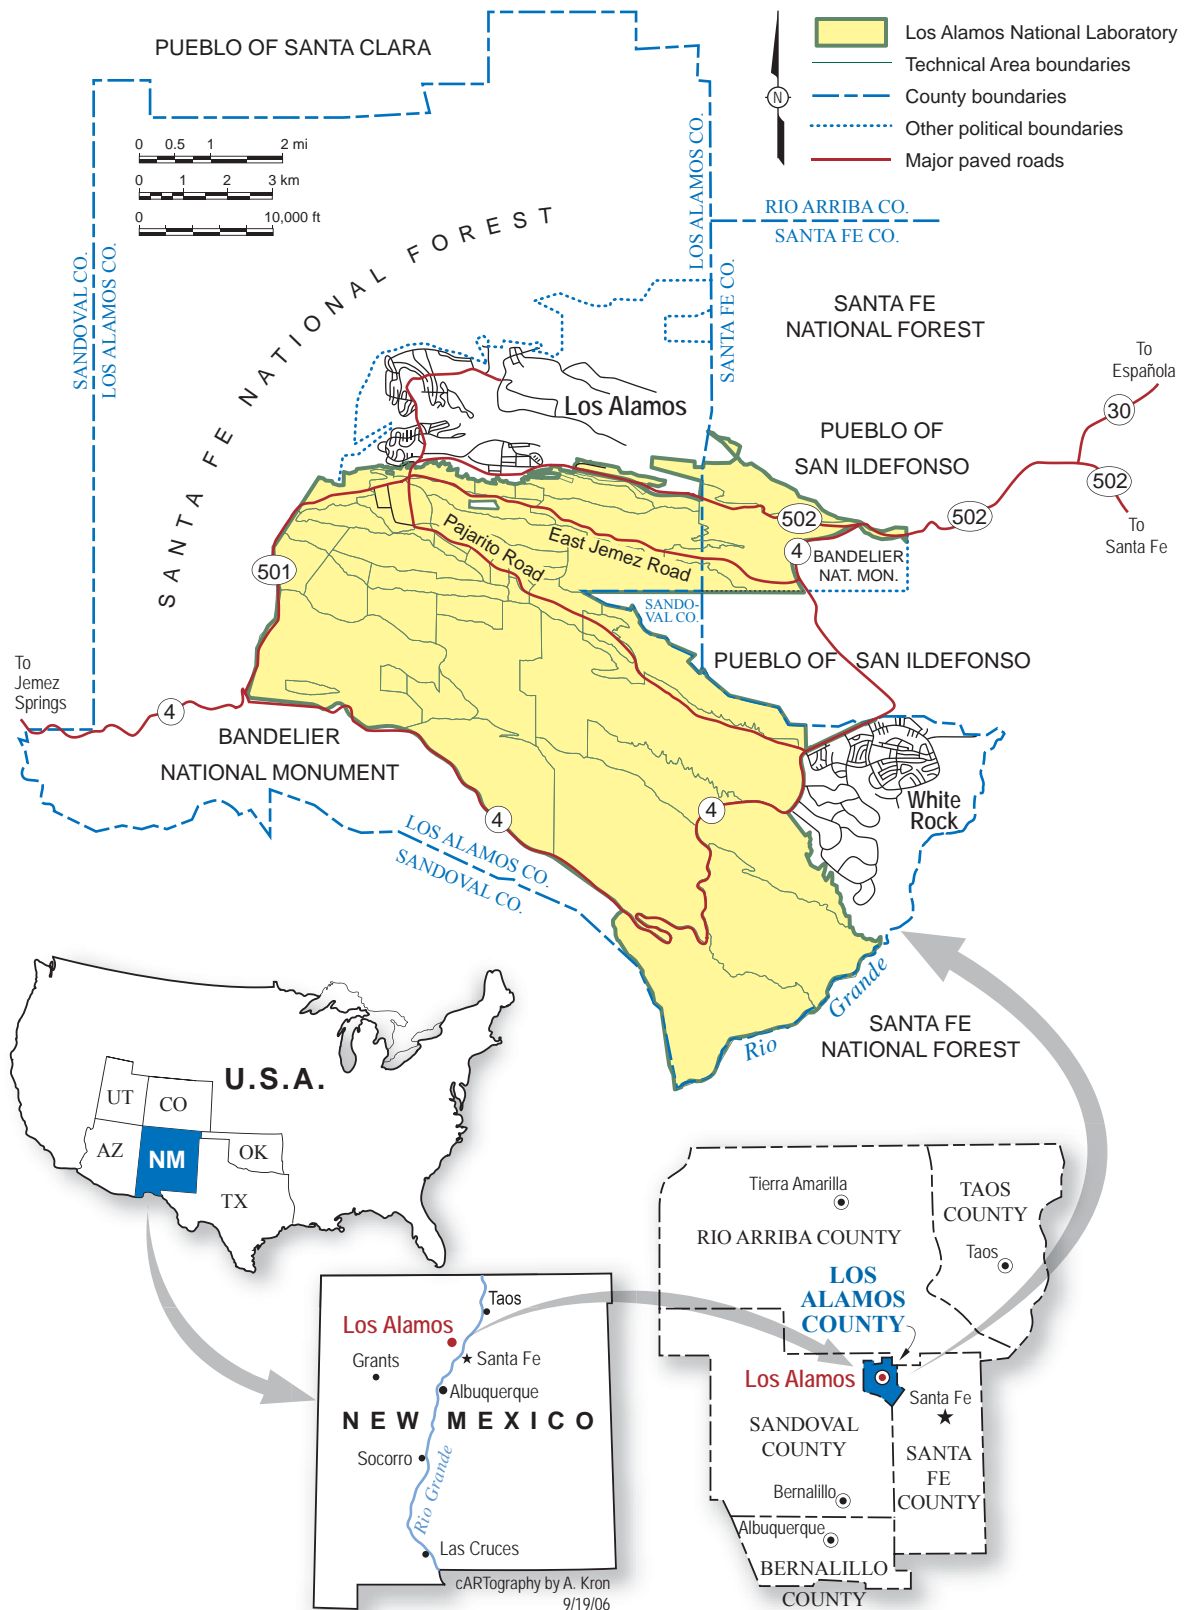 PUEBLO OF SANTA CLARA
Los Alamos National Laboratory
Technical Area boundaries
County boundaries
Other political boundaries
Major paved roads
N
0 0.5 1 2 mi
0 1 2 3 km
0 10,000 ft
SANDOVAL CO.
LOS ALAMOS CO.
LOS ALAMOS CO.
SANTA FE CO.
RIO ARRIBA CO.
SANTA FE CO.
SANTA FE NATIONAL FOREST
SANTA FE
NATIONAL FOREST
To
Española
30
Los Alamos
PUEBLO OF
SAN ILDEFONSO
502
To
Santa Fe
502
502
4
BANDELIER
NAT. MON.
Pajarito Road
East Jemez Road
501
SANDO-
VAL CO.
PUEBLO OF SAN ILDEFONSO
To
Jemez
Springs
4
BANDELIER
NATIONAL MONUMENT
4
4
White
Rock
LOS ALAMOS CO.
SANDOVAL CO.
Rio Grande
SANTA FE
NATIONAL FOREST
U.S.A.
UT
CO
AZ
NM
OK
TX
Taos
Los Alamos
Santa Fe
Grants
Albuquerque
NEW MEXICO
Socorro
Rio Grande
Las Cruces
cARTography by A. Kron
9/19/06
Tierra Amarilla
RIO ARRIBA COUNTY
TAOS
COUNTY
Taos
LOS
ALAMOS
COUNTY
Los Alamos
Santa Fe
SANDOVAL
COUNTY
SANTA
FE
COUNTY
Bernalillo
Albuquerque
BERNALILLO
COUNTY